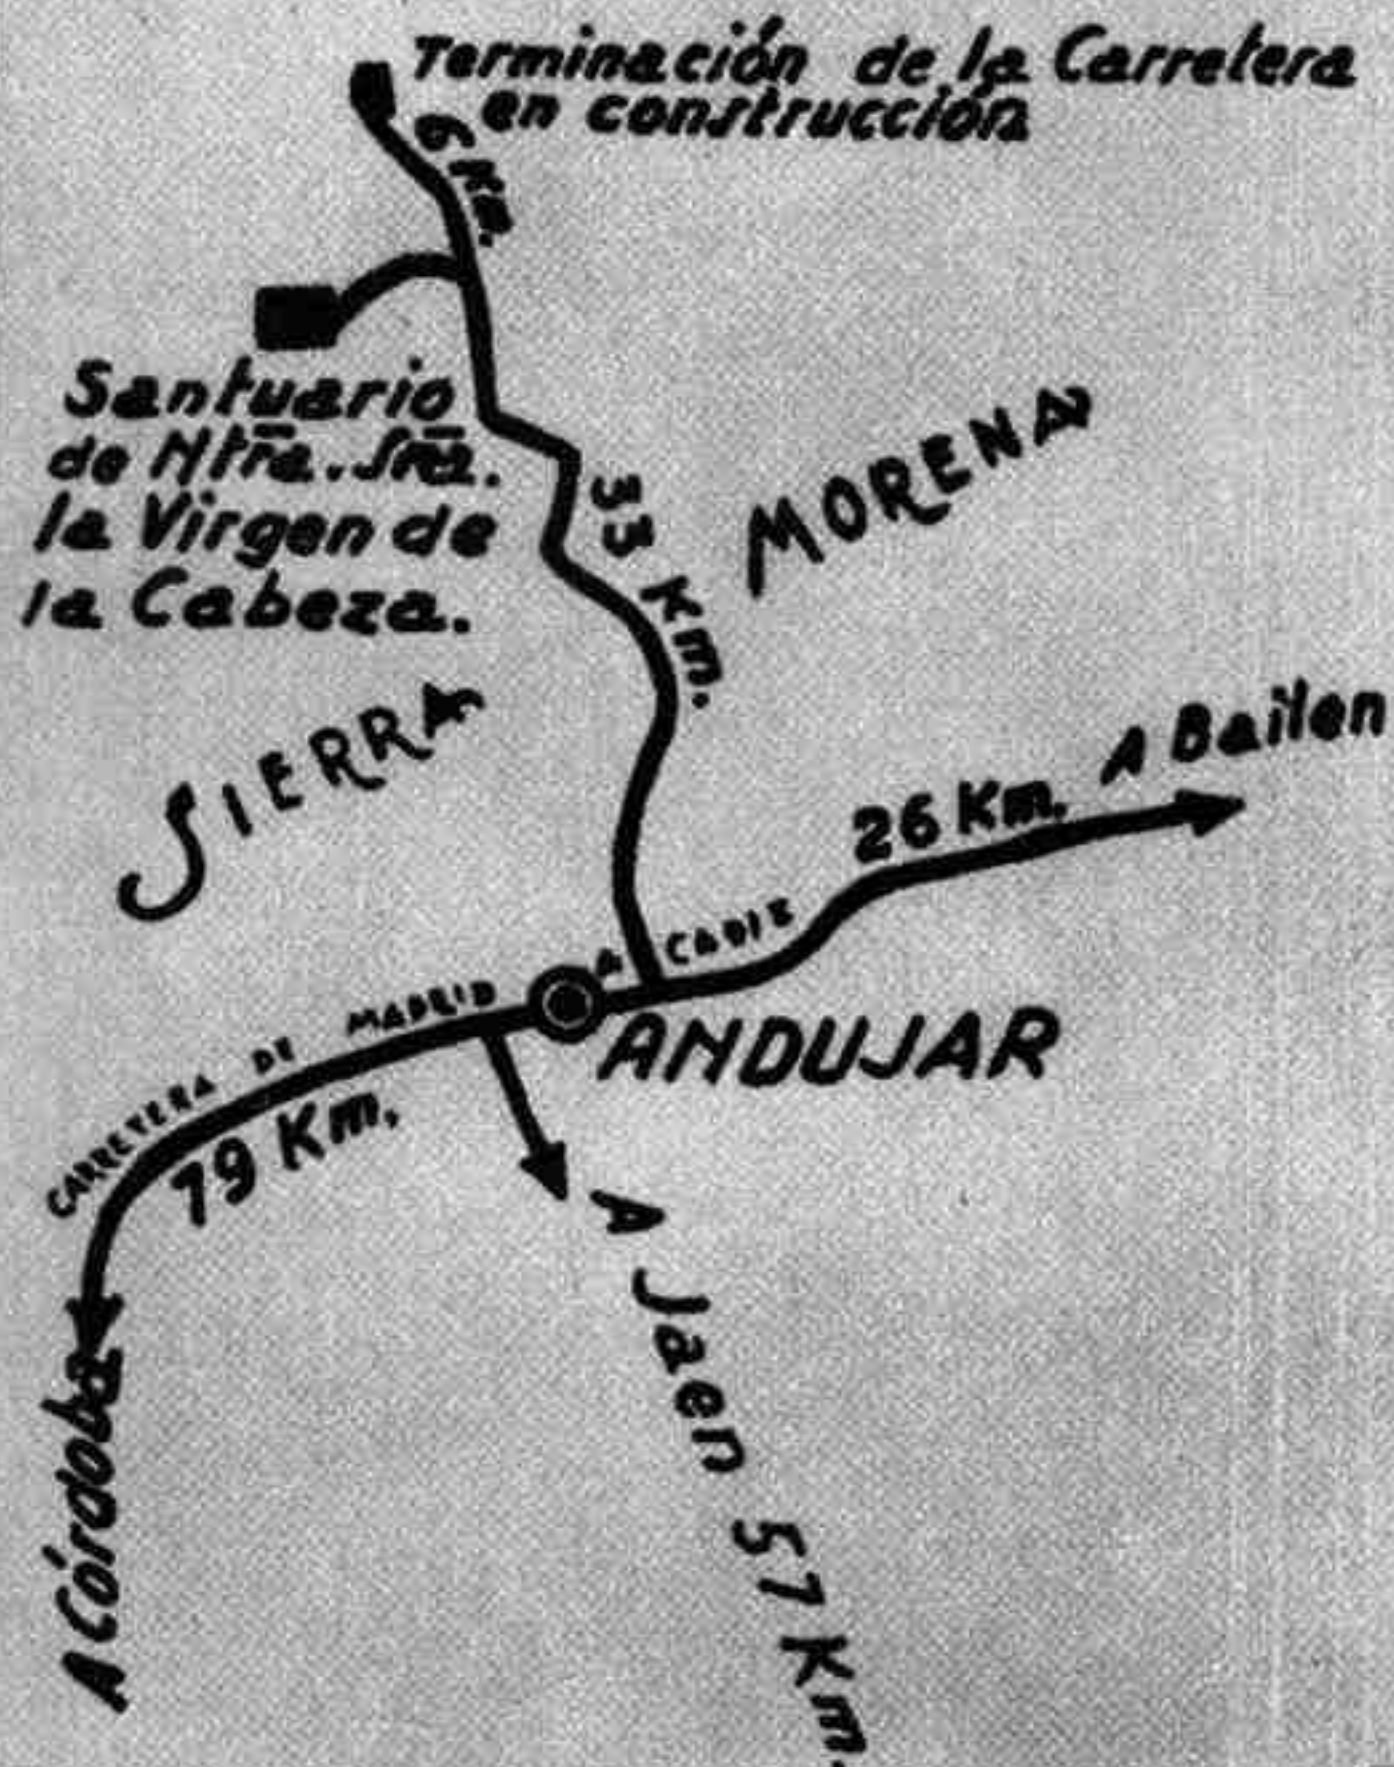 Terminación de la Carretera
en construcción
6 Km.
Santuario
de Ntra. Sra.
la Virgen de
la Cabeza.
33 Km.
SIERRA MORENA
A Bailen
26 Km.
CARRETERA DE MADRID A CADIZ
ANDUJAR
79 Km.
A Córdoba
A Jaen 57 Km.